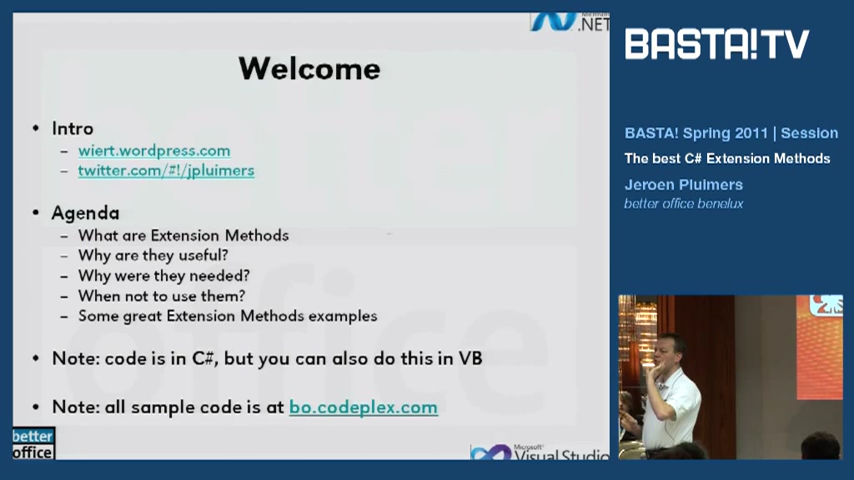 .NET
Welcome
• Intro
– wiert.wordpress.com
– twitter.com/#!/jpluimers
• Agenda
– What are Extension Methods
– Why are they useful?
– Why were they needed?
– When not to use them?
– Some great Extension Methods examples
• Note: code is in C#, but you can also do this in VB
• Note: all sample code is at bo.codeplex.com
better
office
Microsoft®
Visual Studio
BASTA!TV
BASTA! Spring 2011 | Session
The best C# Extension Methods
Jeroen Pluimers
better office benelux